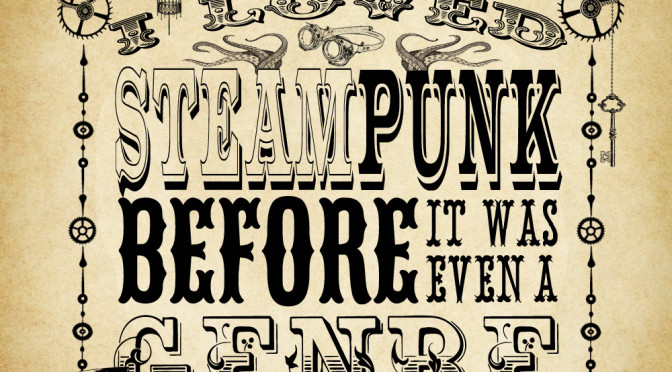 I LOVED
STEAMPUNK
BEFORE IT WAS
EVEN A
GENRE